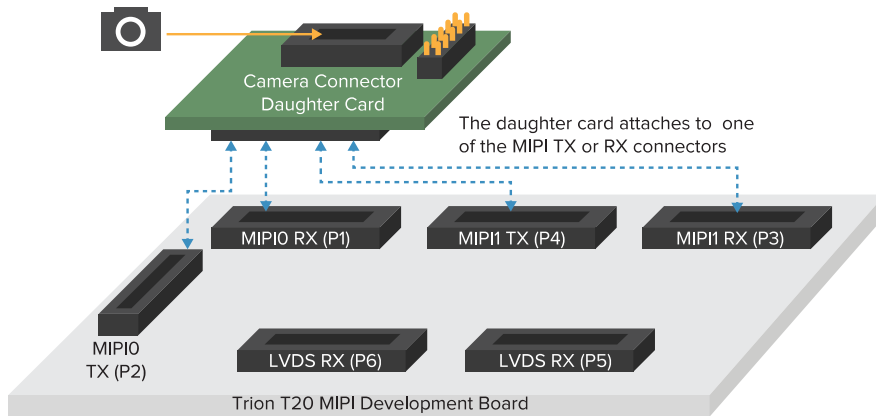 Camera Connector
Daughter Card
The daughter card attaches to one
of the MIPI TX or RX connectors
MIPI0 RX (P1)
MIPI1 TX (P4)
MIPI1 RX (P3)
MIPI0
TX (P2)
LVDS RX (P6)
LVDS RX (P5)
Trion T20 MIPI Development Board